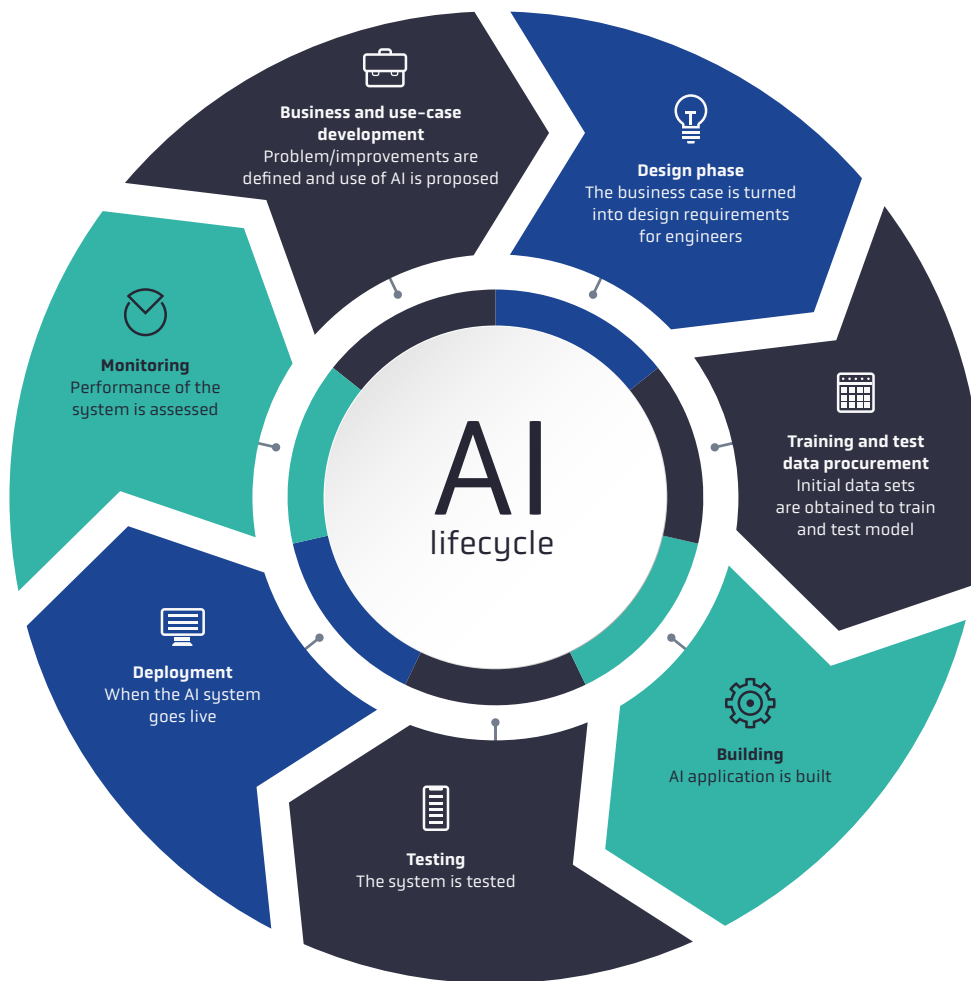 Business and use-case
development
Problem/improvements are
defined and use of AI is proposed
Design phase
The business case is turned
into design requirements
for engineers
Training and test
data procurement
Initial data sets
are obtained to train
and test model
Building
AI application is built
Testing
The system is tested
Deployment
When the AI system
goes live
Monitoring
Performance of the
system is assessed
AI
lifecycle